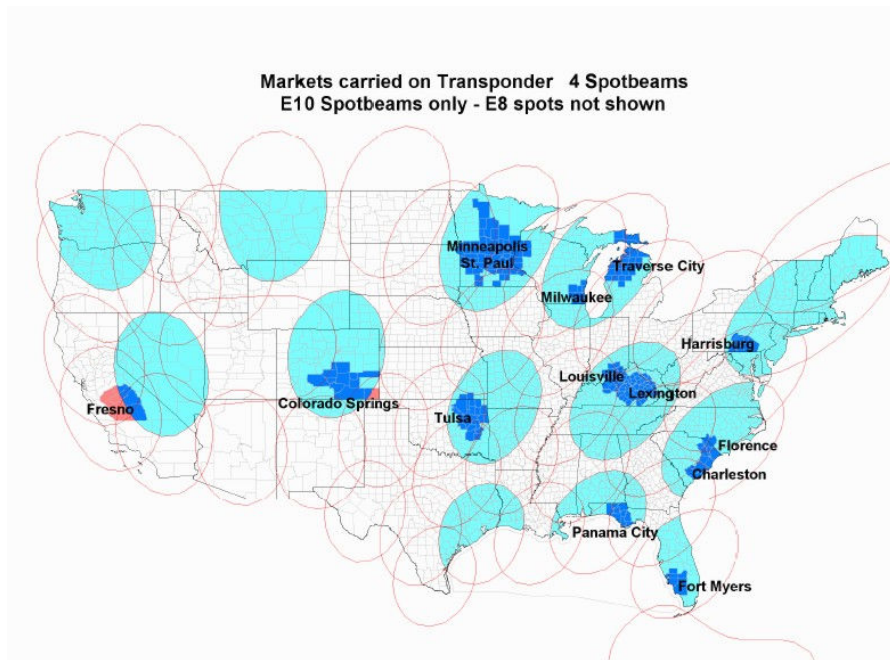 Markets carried on Transponder 4 Spotbeams
E10 Spotbeams only - E8 spots not shown
Minneapolis
St. Paul
Traverse City
Milwaukee
Harrisburg
Louisville
Lexington
Fresno
Colorado Springs
Tulsa
Florence
Charleston
Panama City
Fort Myers